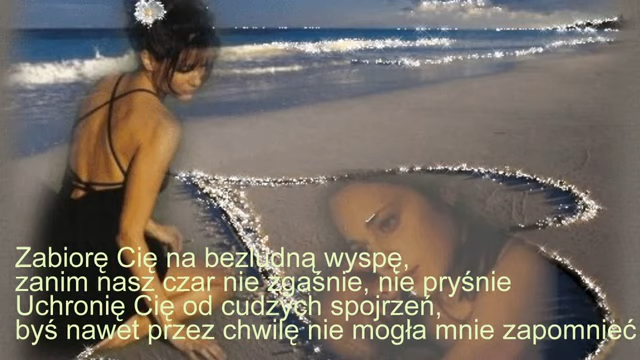 Zabiorę Cię na bezludną wyspę,
zanim nasz czar nie zgaśnie, nie pryśnie
Uchronię Cię od cudzych spojrzeń,
byś nawet przez chwilę nie mogła mnie zapomnieć